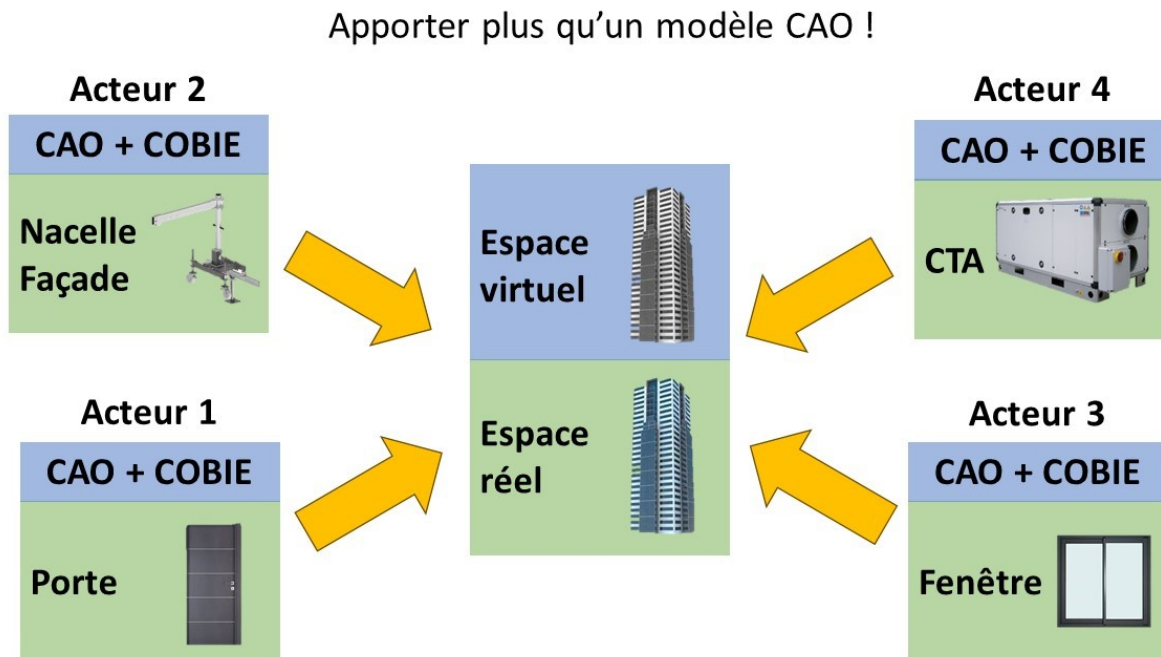 Apporter plus qu’un modèle CAO !
Acteur 2
CAO + COBIE
Nacelle
Façade
Acteur 1
CAO + COBIE
Porte
Espace
virtuel
Espace
réel
Acteur 4
CAO + COBIE
CTA
Acteur 3
CAO + COBIE
Fenêtre